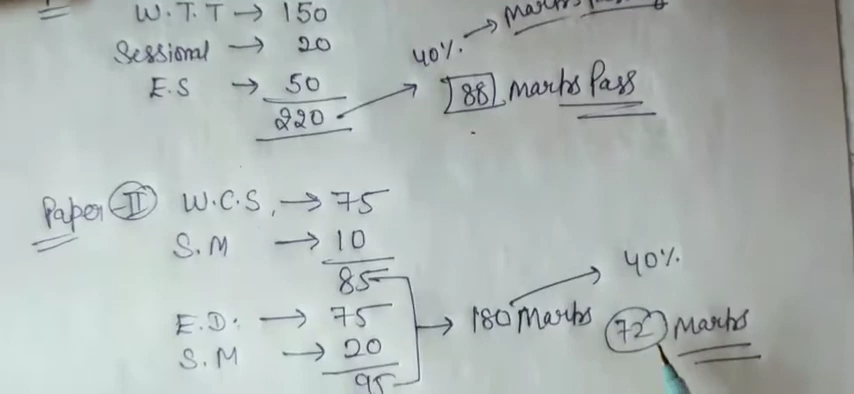 W.T.T → 150
Sessional → 20
E.S → 50
220
40% → Marks
88 Marks Pass
Paper-II W.C.S. → 75
S.M → 10
85
E.D. → 75
S.M → 20
95
→ 180 Marks
40%
72 Marks